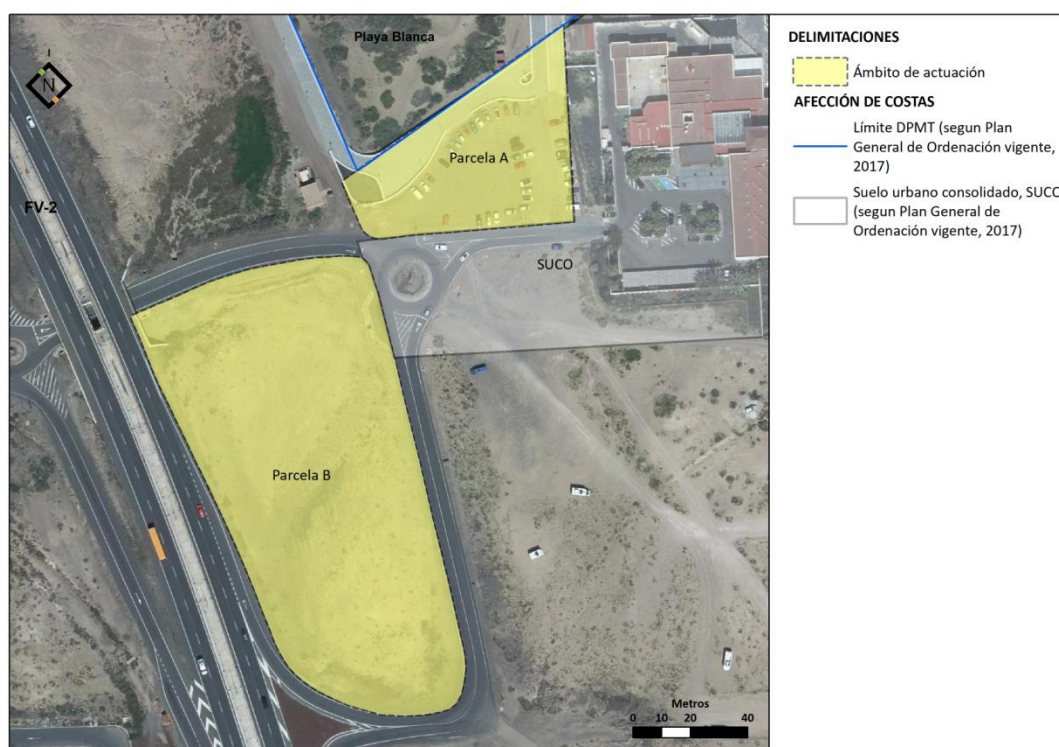 N
Playa Blanca
FV-2
Parcela A
SUCO
Parcela B
Metros
0 10 20 40
DELIMITACIONES
Ámbito de actuación
AFECCIÓN DE COSTAS
Límite DPMT (segun Plan
General de Ordenación vigente,
2017)
Suelo urbano consolidado, SUCO
(segun Plan General de
Ordenación vigente, 2017)